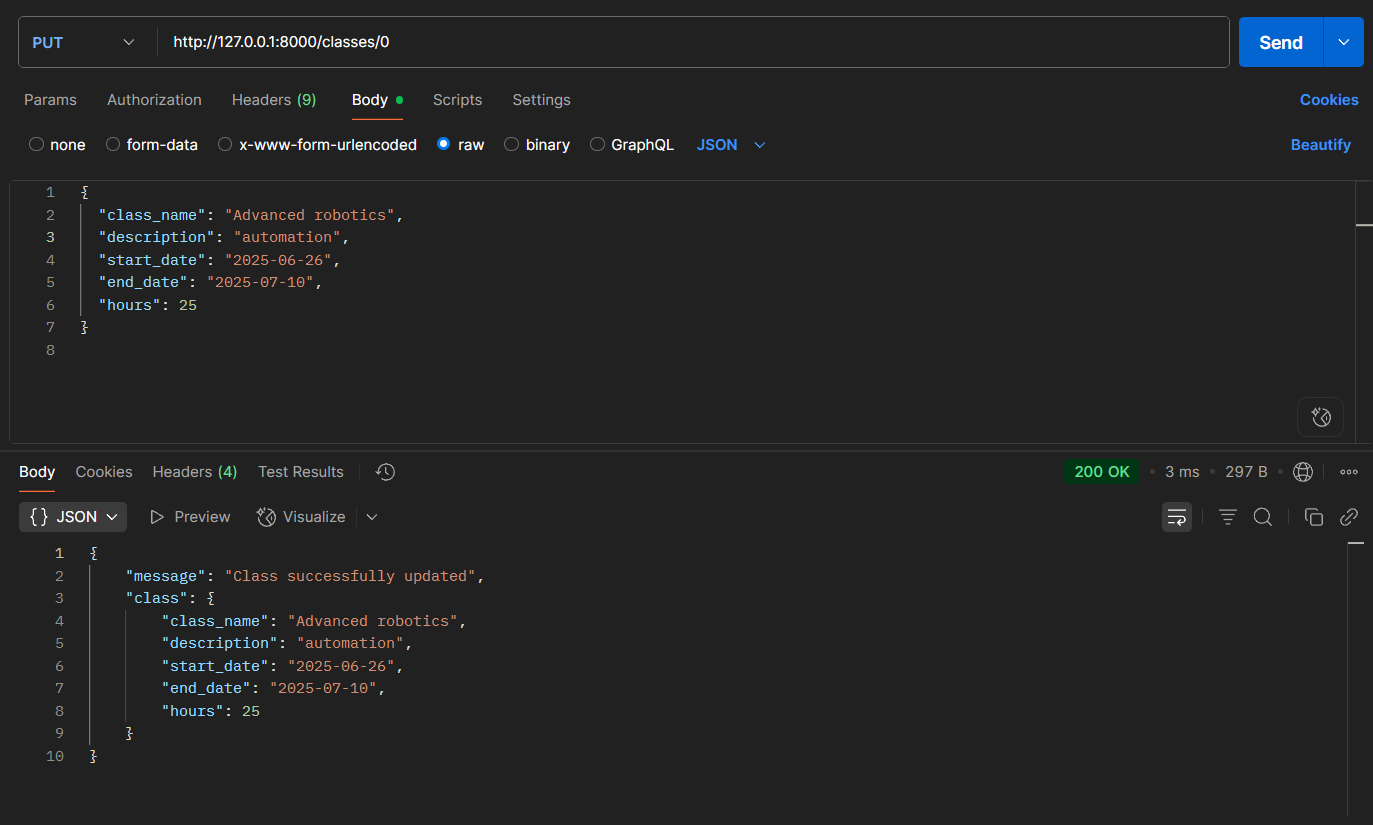 PUT http://127.0.0.1:8000/classes/0 Send
Params Authorization Headers (9) Body Scripts Settings Cookies
none form-data x-www-form-urlencoded raw binary GraphQL JSON Beautify
1 {
2 "class_name": "Advanced robotics",
3 "description": "automation",
4 "start_date": "2025-06-26",
5 "end_date": "2025-07-10",
6 "hours": 25
7 }
8
Body Cookies Headers (4) Test Results 200 OK • 3 ms • 297 B •
{} JSON Preview Visualize
1 {
2 "message": "Class successfully updated",
3 "class": {
4 "class_name": "Advanced robotics",
5 "description": "automation",
6 "start_date": "2025-06-26",
7 "end_date": "2025-07-10",
8 "hours": 25
9 }
10 }